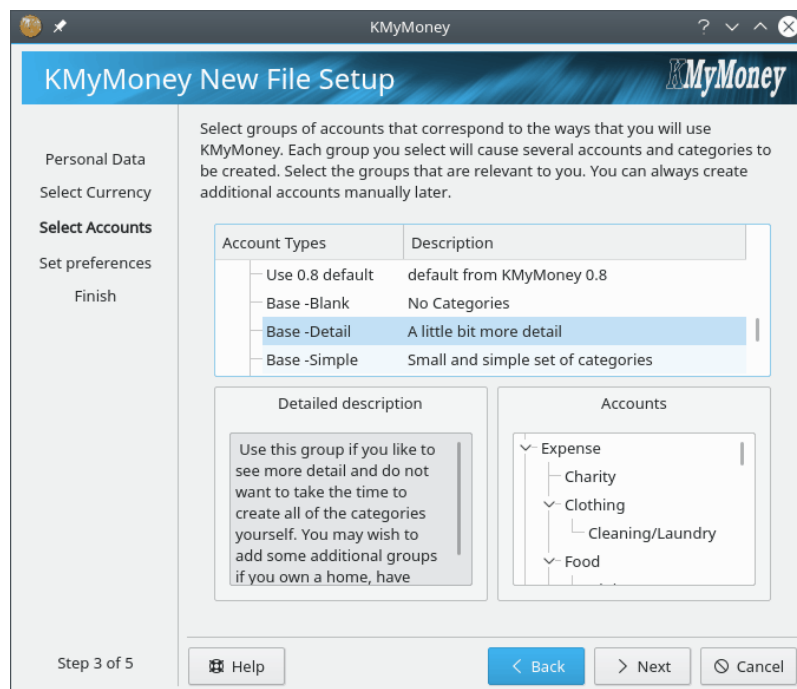 KMyMoney
KMyMoney New File Setup
KMyMoney
Personal Data
Select Currency
Select Accounts
Set preferences
Finish
Step 3 of 5
Select groups of accounts that correspond to the ways that you will use
KMyMoney. Each group you select will cause several accounts and categories to
be created. Select the groups that are relevant to you. You can always create
additional accounts manually later.
Account Types Description
Use 0.8 default default from KMyMoney 0.8
Base -Blank No Categories
Base -Detail A little bit more detail
Base -Simple Small and simple set of categories
Detailed description
Use this group if you like to
see more detail and do not
want to take the time to
create all of the categories
yourself. You may wish to
add some additional groups
if you own a home, have
Accounts
Expense
Charity
Clothing
Cleaning/Laundry
Food
Help
Back
Next
Cancel